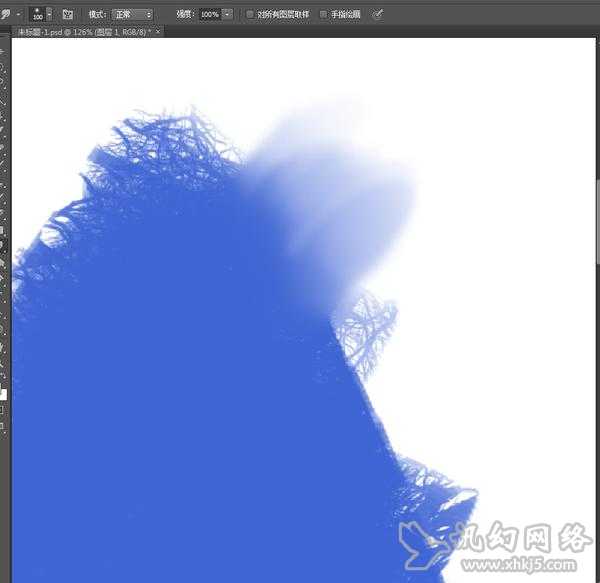 100 模式: 正常 强度: 100% 对所有图层取样 手指绘画
未标题-1.psd @ 126% (图层 1, RGB/8) * ×
汎幻网络
www.xhkj5.com